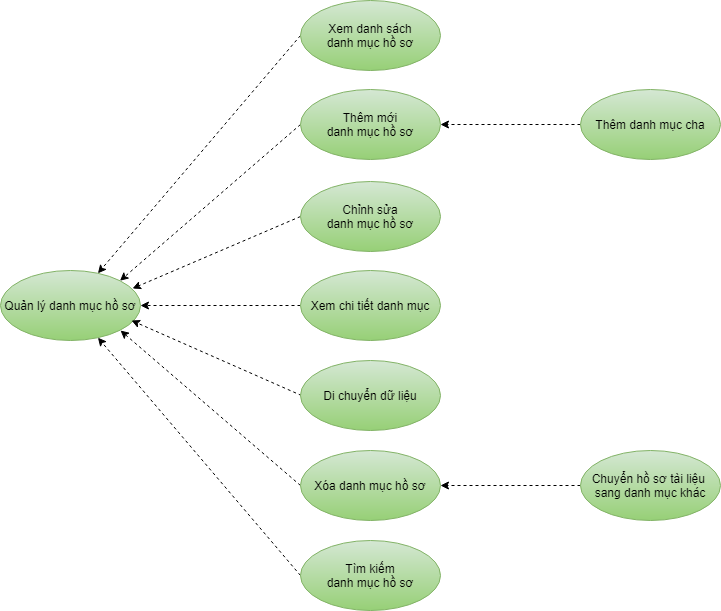 Xem danh sách
danh mục hồ sơ
Thêm mới
danh mục hồ sơ
Thêm danh mục cha
Chỉnh sửa
danh mục hồ sơ
Quản lý danh mục hồ sơ
Xem chi tiết danh mục
Di chuyển dữ liệu
Xóa danh mục hồ sơ
Chuyển hồ sơ tài liệu
sang danh mục khác
Tìm kiếm
danh mục hồ sơ